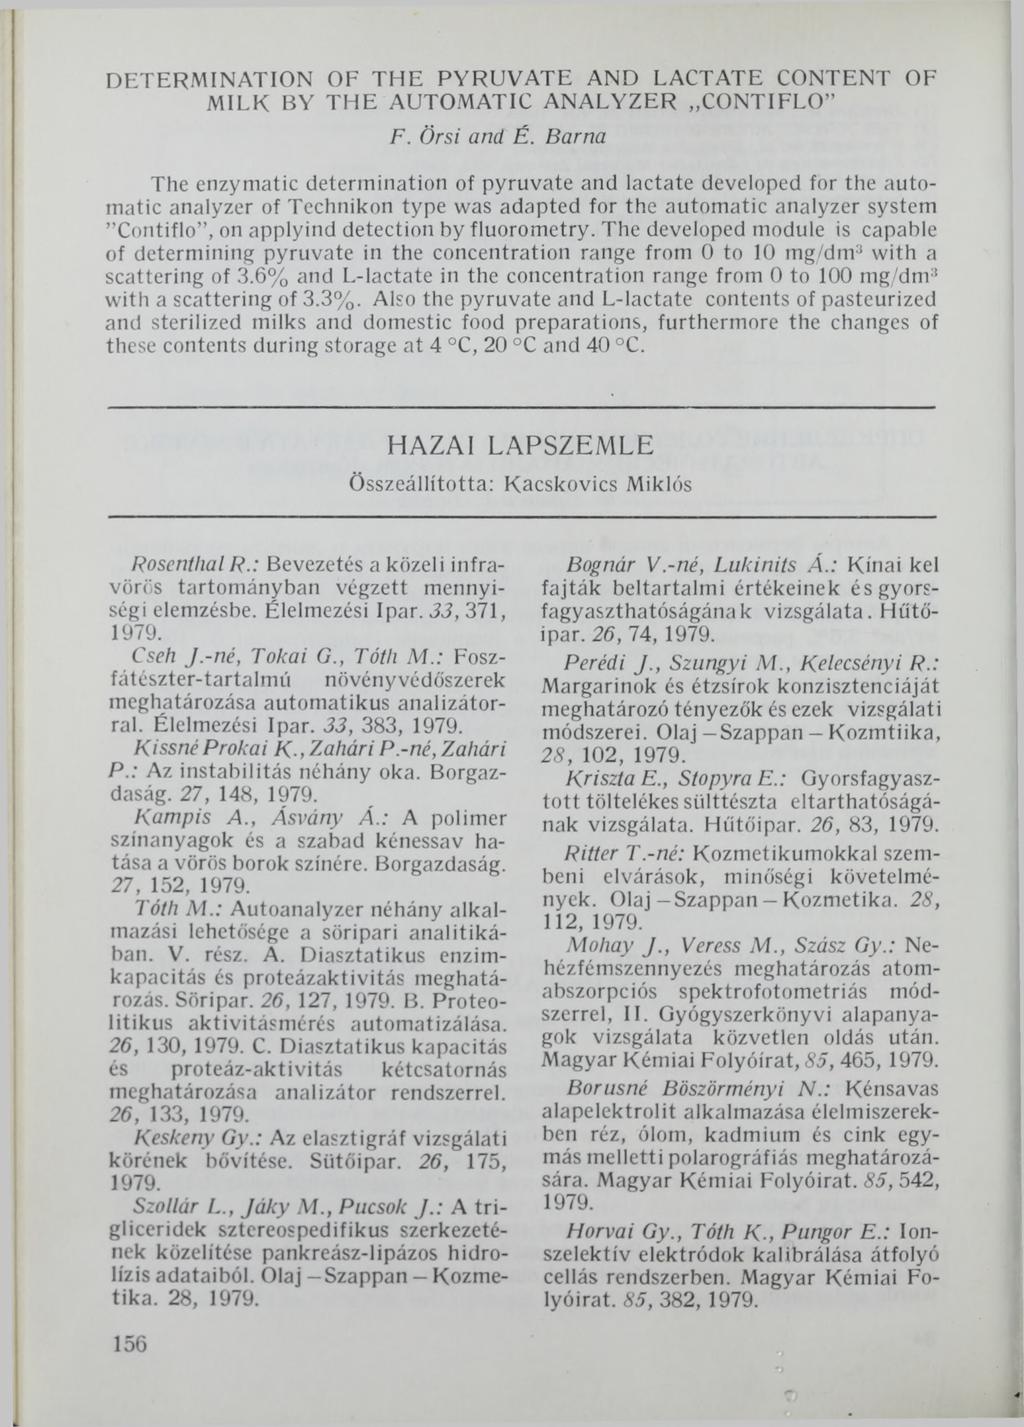 DETERMINATION OF THE PYRUVATE AND LACTATE CONTENT OF
MILK BY THE AUTOMATIC ANALYZER „CONTIFLO”
F. Örsi and É. Barna
The enzymatic determination of pyruvate and lactate developed for the auto-
matic analyzer of Technikon type was adapted for the automatic analyzer system
”Contiflo”, on applyind detection by fluorometry. The developed module is capable
of determining pyruvate in the concentration range from 0 to 10 mg/dm³ with a
scattering of 3.6% and L-lactate in the concentration range from 0 to 100 mg/dm³
with a scattering of 3.3%. Also the pyruvate and L-lactate contents of pasteurized
and sterilized milks and domestic food preparations, furthermore the changes of
these contents during storage at 4 °C, 20 °C and 40 °C.
HAZAI LAPSZEMLE
Összeállította: Kacskovics Miklós
Rosenthal R.: Bevezetés a közeli infra-
vörös tartományban végzett mennyi-
ségi elemzésbe. Élelmezési Ipar. 33, 371,
1979.
Cseh J.-né, Tokai G., Tóth M.: Fosz-
fátészter-tartalmú növényvédőszerek
meghatározása automatikus analizátor-
ral. Élelmezési Ipar. 33, 383, 1979.
Kissné Prokai K., Zahári P.-né, Zahári
P.: Az instabilitás néhány oka. Borgaz-
daság. 27, 148, 1979.
Kampis A., Ásvány Á.: A polimer
színanyagok és a szabad kénessav ha-
tása a vörös borok színére. Borgazdaság.
27, 152, 1979.
Tóth M.: Autoanalyzer néhány alkal-
mazási lehetősége a söripari analitiká-
ban. V. rész. A. Diasztatikus enzim-
kapacitás és proteázaktivitás meghatá-
rozás. Söripar. 26, 127, 1979. B. Proteo-
litikus aktivitásmérés automatizálása.
26, 130, 1979. C. Diasztatikus kapacitás
és proteáz-aktivitás kétcsatornás
meghatározása analizátor rendszerrel.
26, 133, 1979.
Keskeny Gy.: Az elasztigráf vizsgálati
körének bővítése. Sütőipar. 26, 175,
1979.
Szollár L., Jáky M., Pucsok J.: A tri-
gliceridek sztereospedifikus szerkezeté-
nek közelítése pankreász-lipázos hidro-
lízis adataiból. Olaj – Szappan – Kozme-
tika. 28, 1979.
156
Bognár V.-né, Lukinits Á.: Kínai kel
fajták beltartalmi értékeinek és gyors-
fagyaszthatóságának vizsgálata. Hűtő-
ipar. 26, 74, 1979.
Perédi J., Szungyi M., Kelecsényi R.:
Margarinok és étzsírok konzisztenciáját
meghatározó tényezők és ezek vizsgálati
módszerei. Olaj – Szappan – Kozmtiika,
28, 102, 1979.
Kriszta E., Stopyra E.: Gyorsfagyasz-
tott töltelékes sülttészta eltarthatóságá-
nak vizsgálata. Hűtőipar. 26, 83, 1979.
Ritter T.-né: Kozmetikumokkal szem-
beni elvárások, minőségi követelmé-
nyek. Olaj – Szappan – Kozmetika. 28,
112, 1979.
Mohay J., Veress M., Szász Gy.: Ne-
hézfémszennyezés meghatározás atom-
abszorpciós spektrofotometriás mód-
szerrel, II. Gyógyszerkönyvi alapanya-
gok vizsgálata közvetlen oldás után.
Magyar Kémiai Folyóírat, 85, 465, 1979.
Borusné Böszörményi N.: Kénsavas
alapelektrolit alkalmazása élelmiszerek-
ben réz, ólom, kadmium és cink egy-
más melletti polarográfiás meghatározá-
sára. Magyar Kémiai Folyóirat. 85, 542,
1979.
Horvai Gy., Tóth K., Pungor E.: Ion-
szelektív elektródok kalibrálása átfolyó
cellás rendszerben. Magyar Kémiai Fo-
lyóirat. 85, 382, 1979.